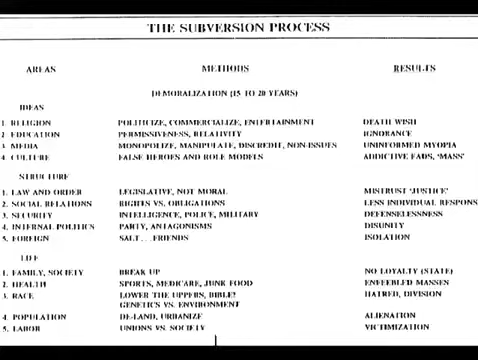 THE SUBVERSION PROCESS
AREAS METHODS RESULTS
DEMORALIZATION (15 TO 20 YEARS)
IDEAS
1. RELIGION POLITICIZE, COMMERCIALIZE, ENTERTAINMENT DEATH WISH
2. EDUCATION PERMISSIVENESS, RELATIVITY IGNORANCE
3. MEDIA MONOPOLIZE, MANIPULATE, DISCREDIT, NON-ISSUES UNINFORMED MYOPIA
4. CULTURE FALSE HEROES AND ROLE MODELS ADDICTIVE FADS, 'MASS'
STRUCTURE
1. LAW AND ORDER LEGISLATIVE, NOT MORAL MISTRUST 'JUSTICE'
2. SOCIAL RELATIONS RIGHTS VS. OBLIGATIONS LESS INDIVIDUAL RESPONS
3. SECURITY INTELLIGENCE, POLICE, MILITARY DEFENSELESSNESS
4. INTERNAL POLITICS PARTY, ANTAGONISMS DISUNITY
5. FOREIGN SALT...FRIENDS ISOLATION
LIFE
1. FAMILY, SOCIETY BREAK UP NO LOYALTY (STATE)
2. HEALTH SPORTS, MEDICARE, JUNK FOOD ENFEEBLED MASSES
3. RACE LOWER THE UPPERS, BIBLE? HATRED, DIVISION
GENETICS VS. ENVIRONMENT
4. POPULATION DE-LAND, URBANIZE ALIENATION
5. LABOR UNIONS VS. SOCIETY VICTIMIZATION